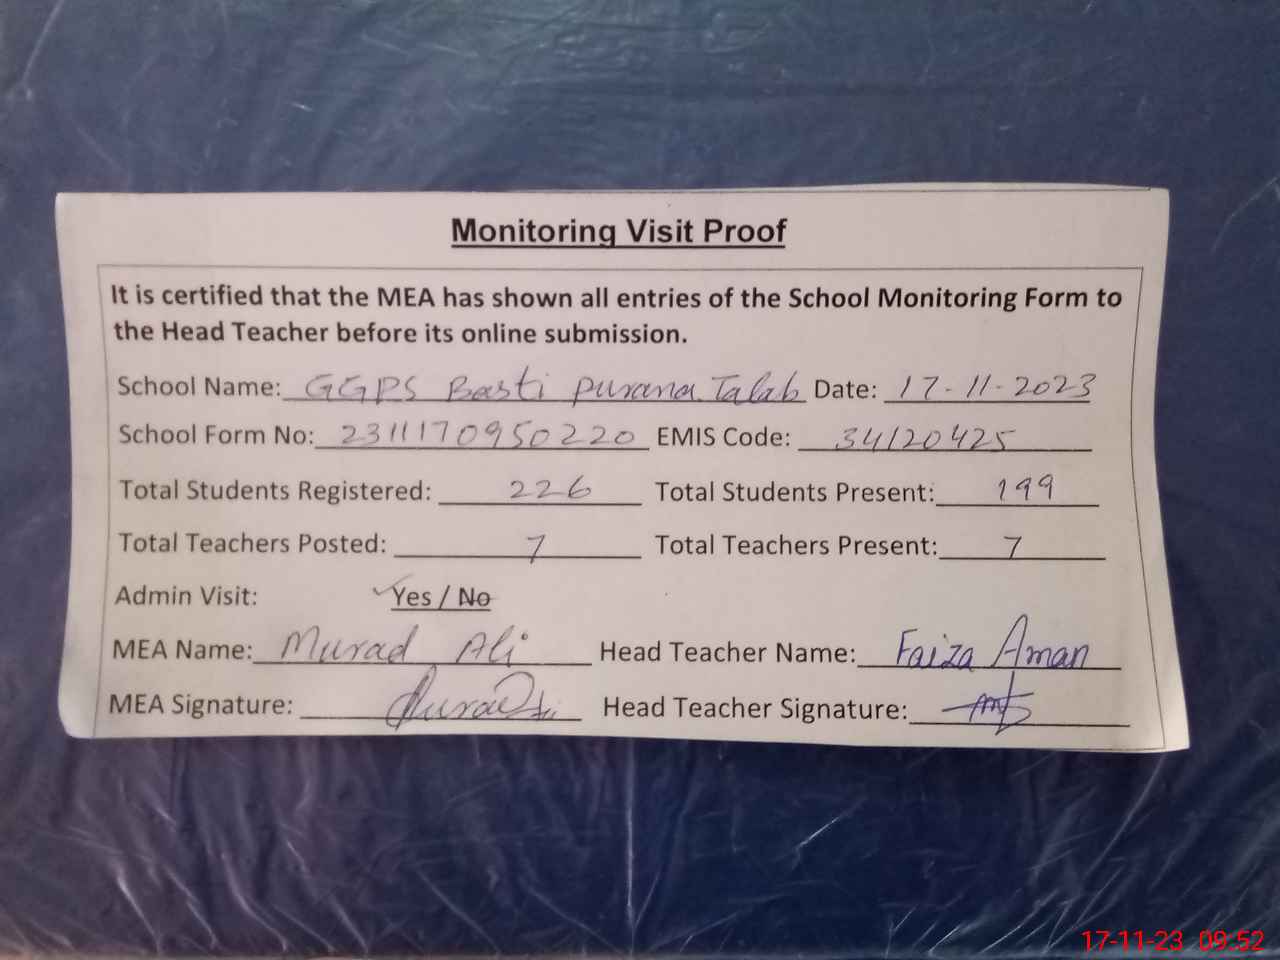 Monitoring Visit Proof
It is certified that the MEA has shown all entries of the School Monitoring Form to
the Head Teacher before its online submission.
School Name: GGPS Basti Purana Talab Date: 17-11-2023
School Form No: 2311170950220 EMIS Code: 34120425
Total Students Registered: 226 Total Students Present: 199
Total Teachers Posted: 7 Total Teachers Present: 7
Admin Visit: Yes / No
MEA Name: Murad Ali Head Teacher Name: Faiza Aman
MEA Signature: Head Teacher Signature:
17-11-23 09:52